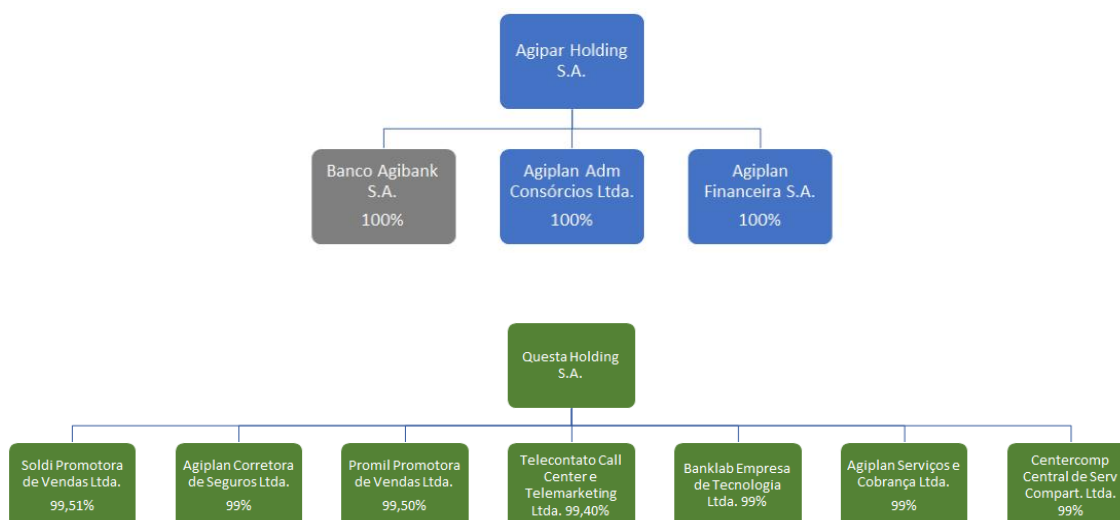 Agipar Holding
S.A.
Banco Agibank
S.A.
100%
Agiplan Adm
Consórcios Ltda.
100%
Agiplan
Financeira S.A.
100%
Questa Holding
S.A.
Soldi Promotora
de Vendas Ltda.
99,51%
Agiplan Corretora
de Seguros Ltda.
99%
Promil Promotora
de Vendas Ltda.
99,50%
Telecontato Call
Center e
Telemarketing
Ltda. 99,40%
Banklab Empresa
de Tecnologia
Ltda. 99%
Agiplan Serviços e
Cobrança Ltda.
99%
Centercomp
Central de Serv
Compart. Ltda.
99%